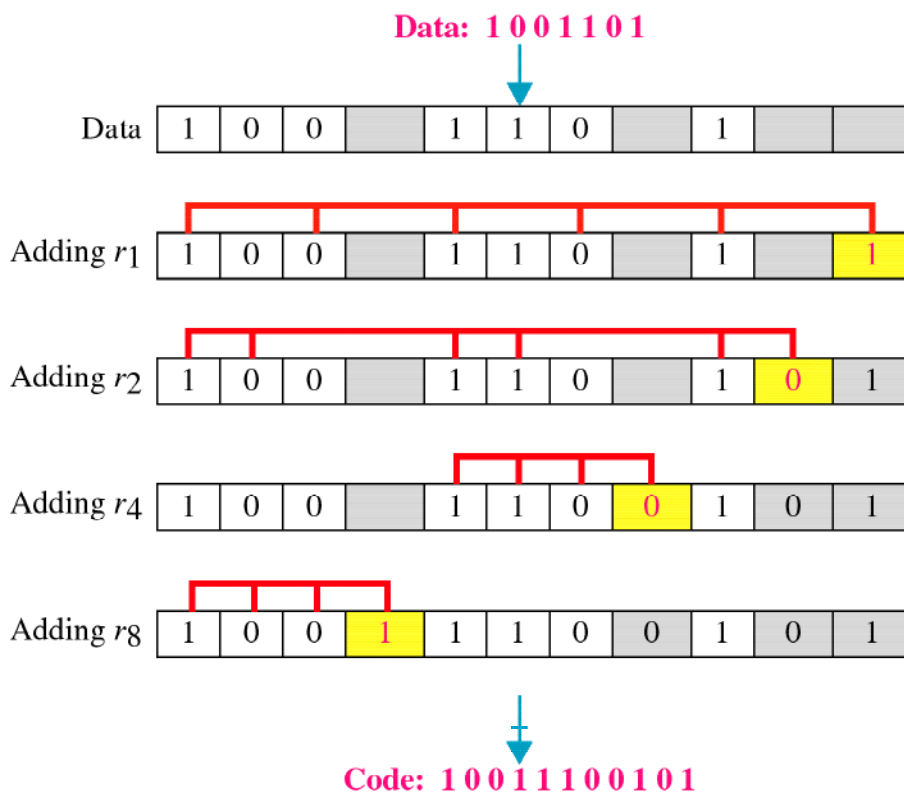 Data: 1 0 0 1 1 0 1
Data 1 0 0 1 1 0 1
Adding r1 1 0 0 1 1 0 1 1
Adding r2 1 0 0 1 1 0 1 0 1
Adding r4 1 0 0 1 1 0 0 1 0 1
Adding r8 1 0 0 1 1 1 0 0 1 0 1
Code: 1 0 0 1 1 1 0 0 1 0 1